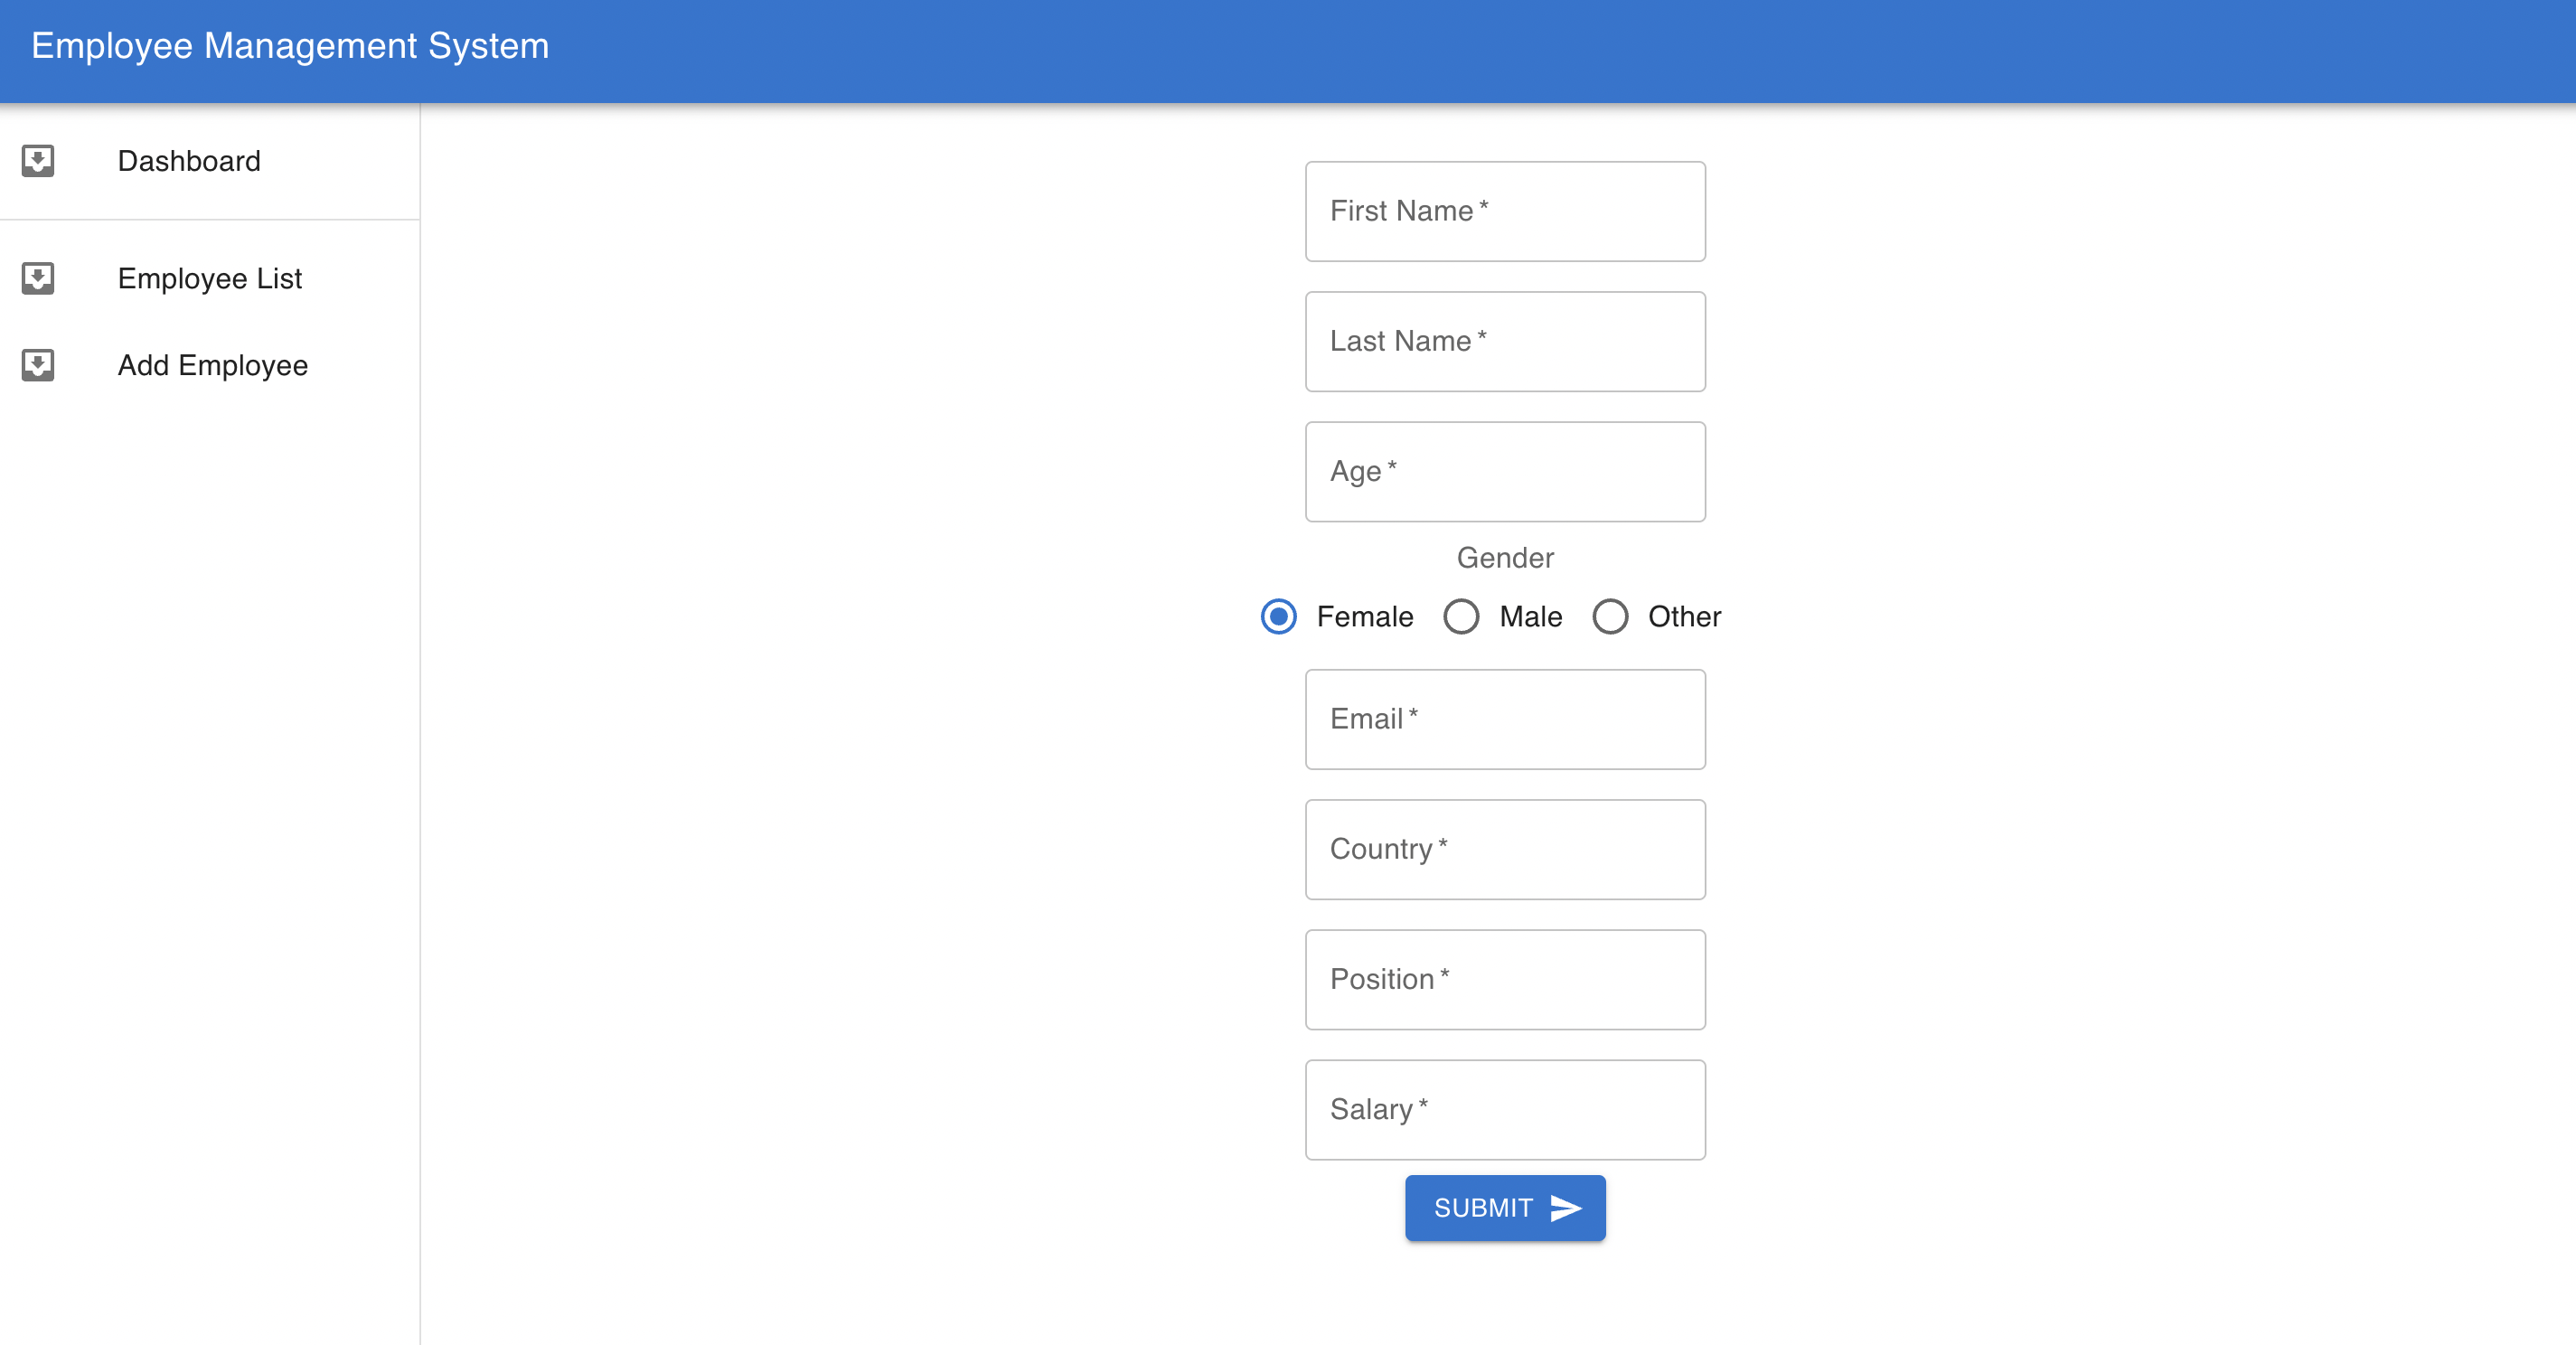 Employee Management System
Dashboard
Employee List
Add Employee
First Name *
Last Name *
Age *
Gender
Female Male Other
Email *
Country *
Position *
Salary *
SUBMIT